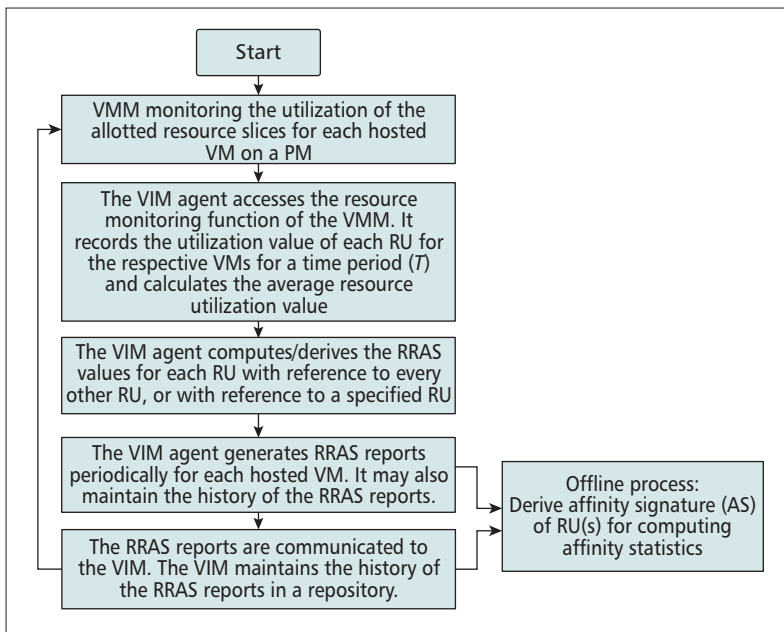 Start
VMM monitoring the utilization of the
allotted resource slices for each hosted
VM on a PM
The VIM agent accesses the resource
monitoring function of the VMM. It
records the utilization value of each RU for
the respective VMs for a time period (T)
and calculates the average resource
utilization value
The VIM agent computes/derives the RRAS
values for each RU with reference to every
other RU, or with reference to a specified RU
The VIM agent generates RRAS reports
periodically for each hosted VM. It may also
maintain the history of the RRAS reports.
Offline process:
Derive affinity signature (AS)
of RU(s) for computing
affinity statistics
The RRAS reports are communicated to
the VIM. The VIM maintains the history of
the RRAS reports in a repository.